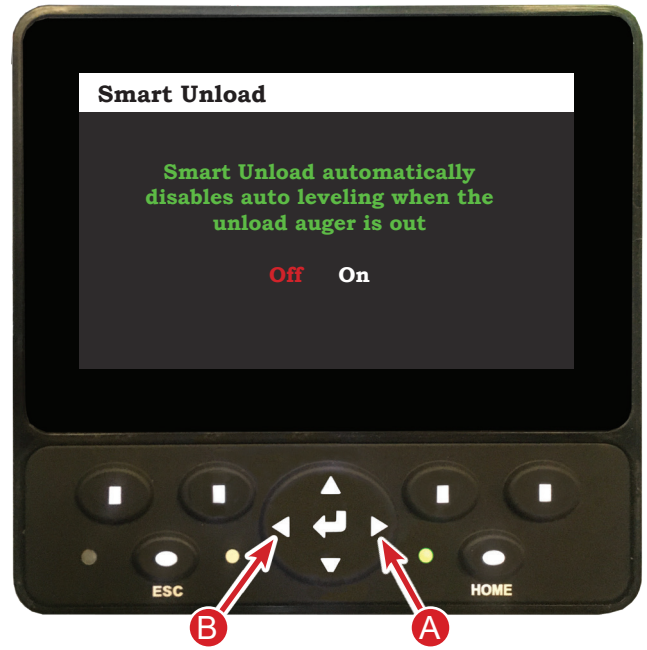 Smart Unload
Smart Unload automatically
disables auto leveling when the
unload auger is out
Off On
ESC
HOME
B
A